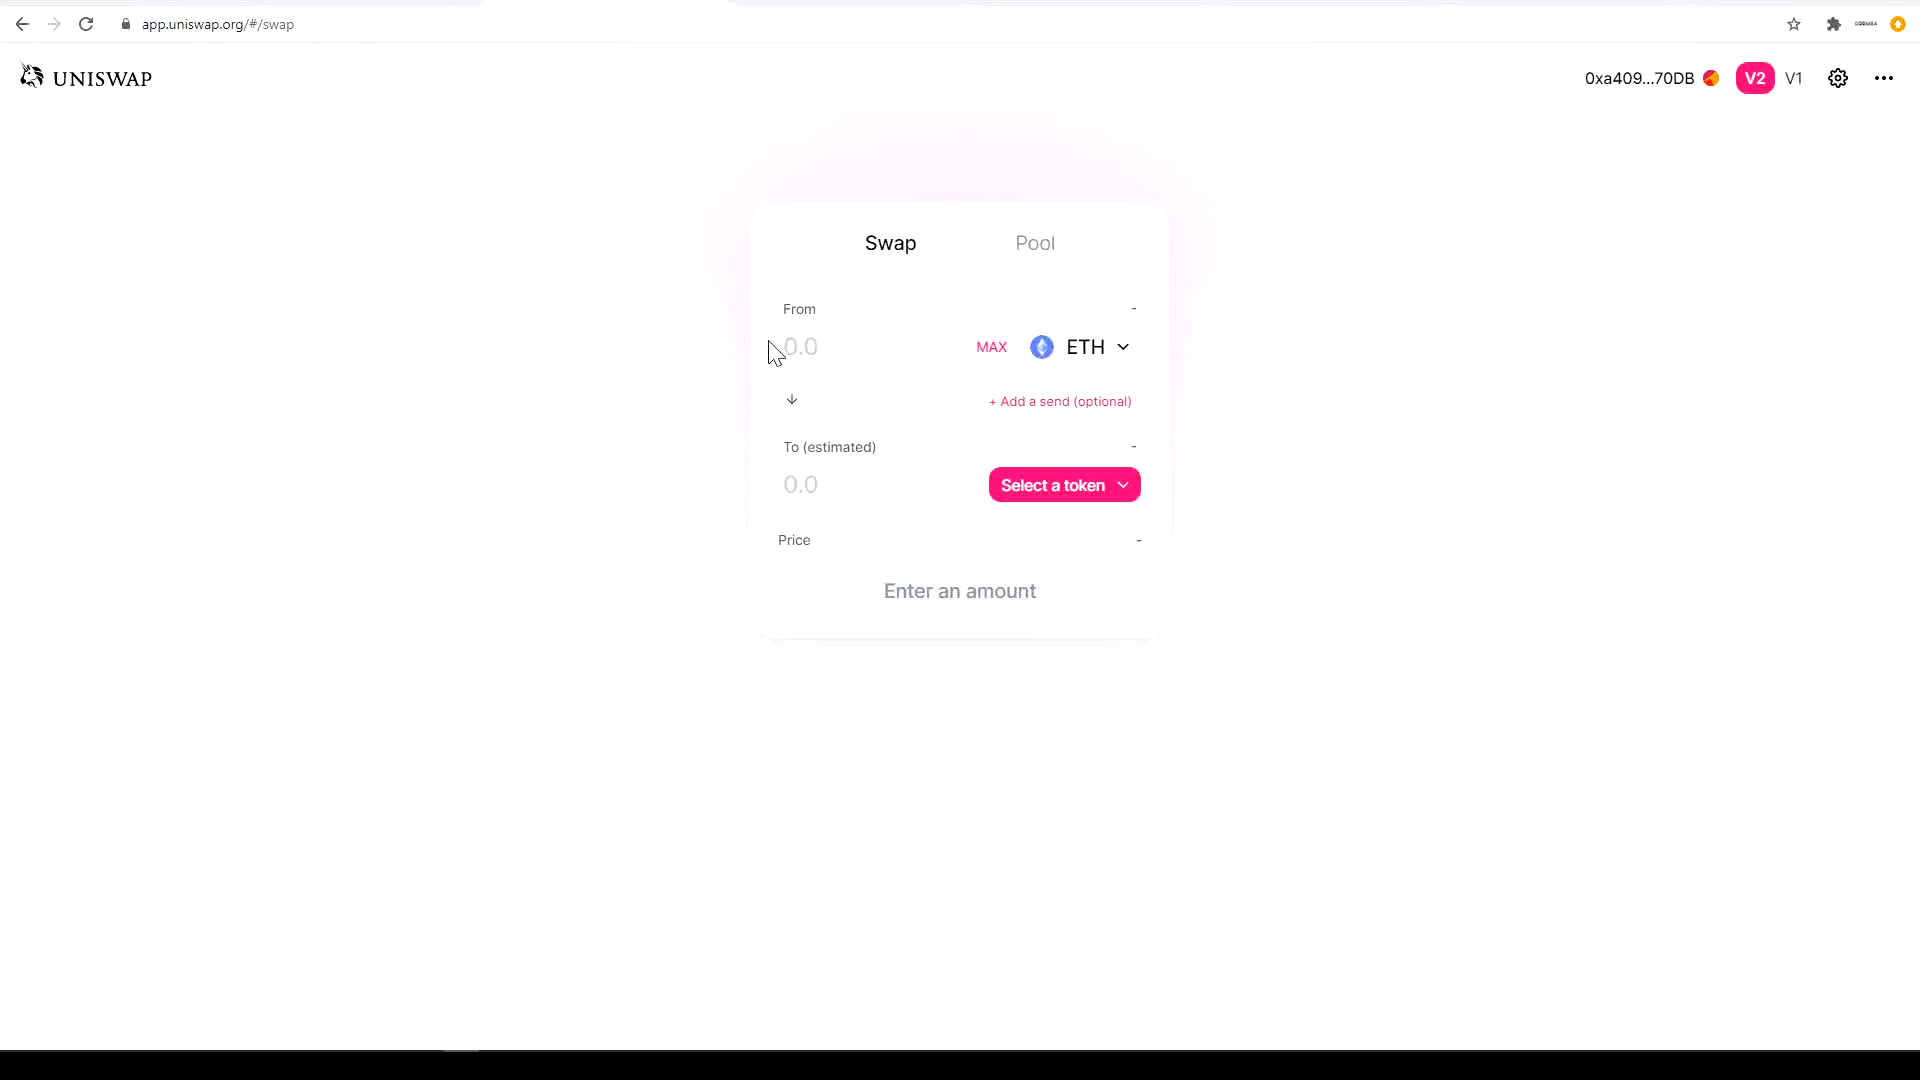 app.uniswap.org/#/swap
UNISWAP
0xa409...70DB V2 V1
Swap Pool
From -
0.0 MAX ETH
+ Add a send (optional)
To (estimated) -
0.0 Select a token
Price -
Enter an amount